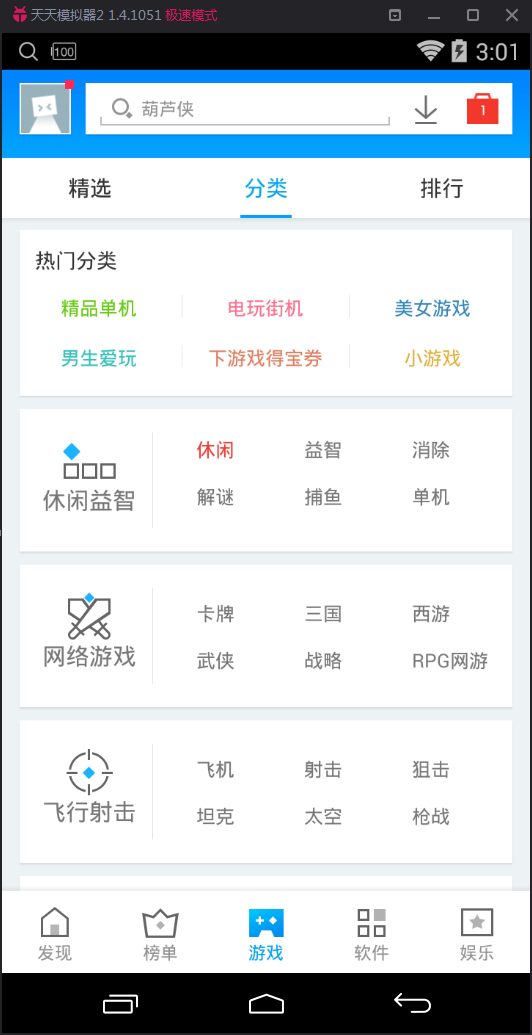 天天模拟器2 1.4.1051 极速模式
100 3:01
葫芦侠 1
精选 分类 排行
热门分类
精品单机 电玩街机 美女游戏
男生爱玩 下游戏得宝券 小游戏
休闲 益智 消除
休闲益智
解谜 捕鱼 单机
卡牌 三国 西游
网络游戏
武侠 战略 RPG网游
飞机 射击 狙击
飞行射击
坦克 太空 枪战
发现 榜单 游戏 软件 娱乐